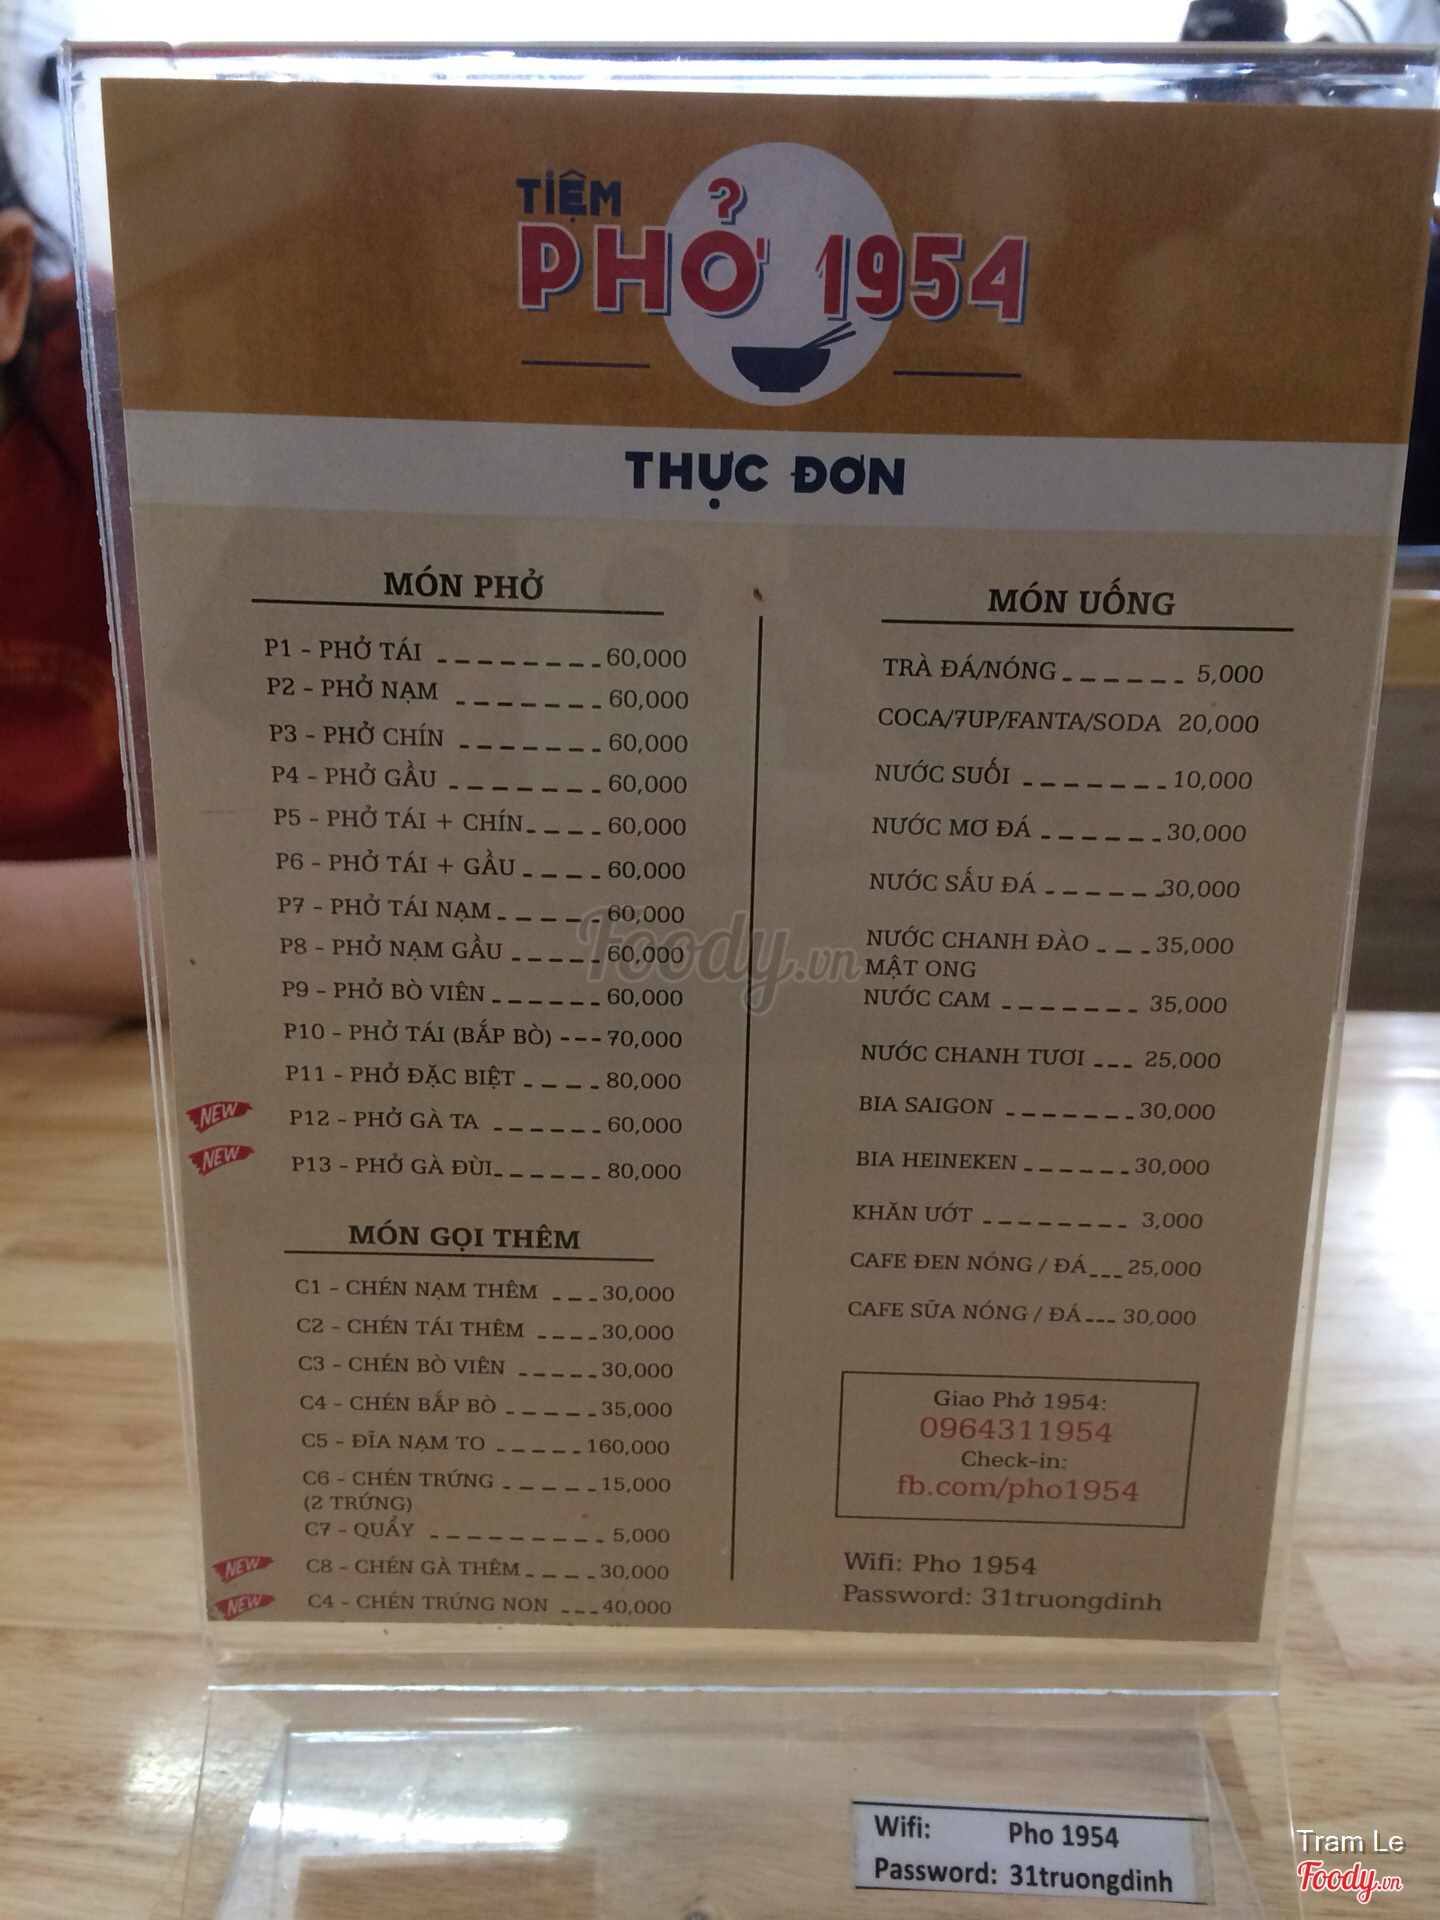 TIỆM
PHỞ 1954
THỰC ĐƠN
MÓN PHỞ
P1 - PHỞ TÁI 60,000
P2 - PHỞ NẠM 60,000
P3 - PHỞ CHÍN 60,000
P4 - PHỞ GẦU 60,000
P5 - PHỞ TÁI + CHÍN 60,000
P6 - PHỞ TÁI + GẦU 60,000
P7 - PHỞ TÁI NẠM 60,000
P8 - PHỞ NẠM GẦU 60,000
P9 - PHỞ BÒ VIÊN 60,000
P10 - PHỞ TÁI (BẮP BÒ) 70,000
P11 - PHỞ ĐẶC BIỆT 80,000
NEW P12 - PHỞ GÀ TA 60,000
NEW P13 - PHỞ GÀ ĐÙI 80,000
MÓN GỌI THÊM
C1 - CHÉN NẠM THÊM 30,000
C2 - CHÉN TÁI THÊM 30,000
C3 - CHÉN BÒ VIÊN 30,000
C4 - CHÉN BẮP BÒ 35,000
C5 - ĐĨA NẠM TO 160,000
C6 - CHÉN TRỨNG 15,000
(2 TRỨNG)
C7 - QUẨY 5,000
NEW C8 - CHÉN GÀ THÊM 30,000
NEW C4 - CHÉN TRỨNG NON 40,000
MÓN UỐNG
TRÀ ĐÁ/NÓNG 5,000
COCA/7UP/FANTA/SODA 20,000
NƯỚC SUỐI 10,000
NƯỚC MƠ ĐÁ 30,000
NƯỚC SẤU ĐÁ 30,000
NƯỚC CHANH ĐÀO 35,000
MẬT ONG
NƯỚC CAM 35,000
NƯỚC CHANH TƯƠI 25,000
BIA SAIGON 30,000
BIA HEINEKEN 30,000
KHĂN ƯỚT 3,000
CAFE ĐEN NÓNG / ĐÁ 25,000
CAFE SỮA NÓNG / ĐÁ 30,000
Giao Phở 1954:
0964311954
Check-in:
fb.com/pho1954
Wifi: Pho 1954
Password: 31truongdinh
Foody.vn
Wifi: Pho 1954
Password: 31truongdinh
Tram Le
Foody.vn